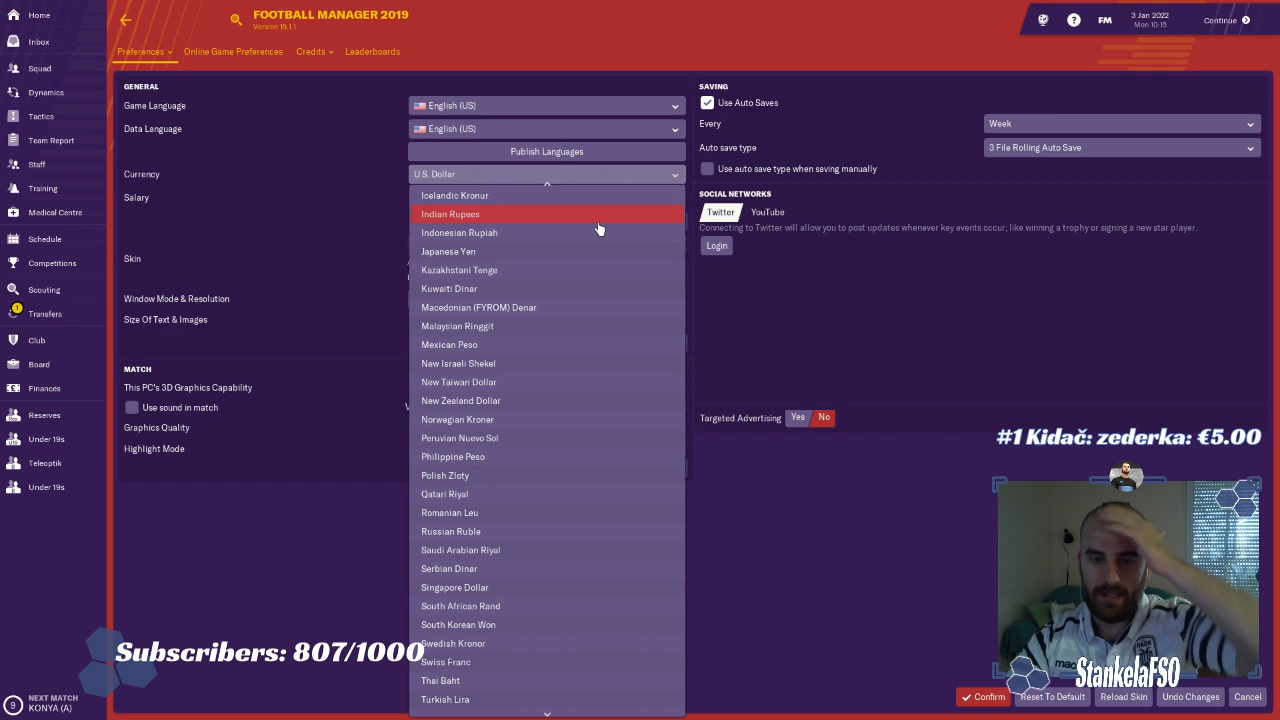 Home
Inbox
Squad
Dynamics
Tactics
Team Report
Staff
Training
Medical Centre
Schedule
Competitions
Scouting
1
Transfers
Club
Board
Finances
Reserves
Under 19s
Teleoptik
Under 19s
9
NEXT MATCH
KONYA (A)
FOOTBALL MANAGER 2019
Version 19.1.1
Preferences
Online Game Preferences
Credits
Leaderboards
FM
3 Jan 2022
Mon 10:15
Continue
GENERAL
Game Language
English (US)
Data Language
English (US)
Publish Languages
Currency
U.S. Dollar
Salary
Skin
Window Mode & Resolution
Size Of Text & Images
Icelandic Kronur
Indian Rupees
Indonesian Rupiah
Japanese Yen
Kazakhstani Tenge
Kuwaiti Dinar
Macedonian (FYROM) Denar
Malaysian Ringgit
Mexican Peso
New Israeli Shekel
New Taiwan Dollar
New Zealand Dollar
Norwegian Kroner
Peruvian Nuevo Sol
Philippine Peso
Polish Zloty
Qatari Riyal
Romanian Leu
Russian Ruble
Saudi Arabian Riyal
Serbian Dinar
Singapore Dollar
South African Rand
South Korean Won
Swedish Kronor
Swiss Franc
Thai Baht
Turkish Lira
MATCH
This PC's 3D Graphics Capability
Use sound in match
Graphics Quality
Highlight Mode
SAVING
Use Auto Saves
Every
Week
Auto save type
3 File Rolling Auto Save
Use auto save type when saving manually
SOCIAL NETWORKS
Twitter
YouTube
Connecting to Twitter will allow you to post updates whenever key events occur; like winning a trophy or signing a new star player.
Login
Targeted Advertising
Yes
No
#1 Kidač: zederka: €5.00
Subscribers: 807/1000
StankelaFSO
Confirm
Reset To Default
Reload Skin
Undo Changes
Cancel